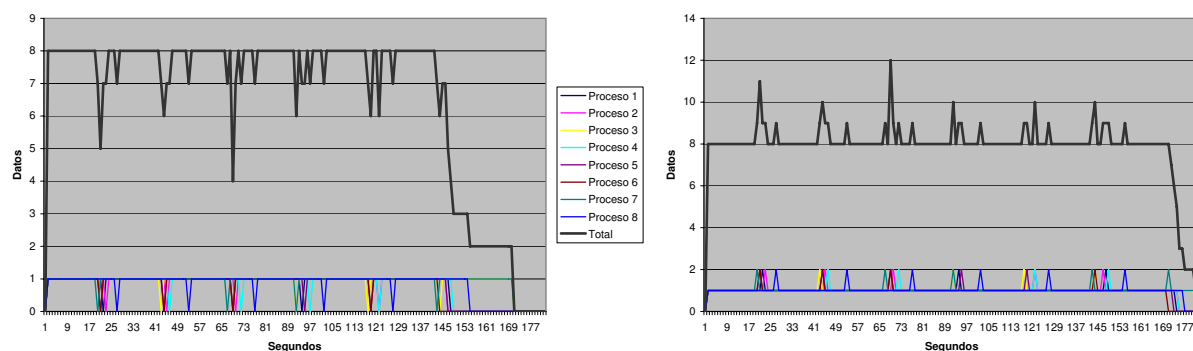 9
8
7
6
5
4
3
2
1
0
Datos
1 9 17 25 33 41 49 57 65 73 81 89 97 105 113 121 129 137 145 153 161 169 177
Segundos
Proceso 1
Proceso 2
Proceso 3
Proceso 4
Proceso 5
Proceso 6
Proceso 7
Proceso 8
Total
14
12
10
8
6
4
2
0
Datos
1 9 17 25 33 41 49 57 65 73 81 89 97 105 113 121 129 137 145 153 161 169 177
Segundos